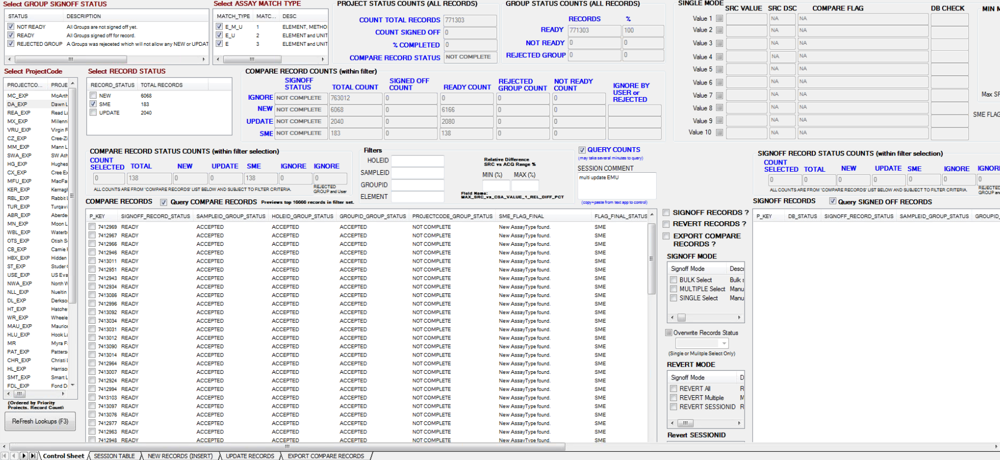 Select GROUP SIGNOFF STATUS
STATUS DESCRIPTION
NOT READY All Groups are not signed off yet.
READY All Groups signed off for record.
REJECTED GROUP A Groups was rejeceted which will not allow any NEW or UPDAT
Select ASSAY MATCH TYPE
MATCH_TYPE MATC... DESC
E_M_U 1 ELEMENT, METHO
E_U 2 ELEMENT and UNIT
E 3 ELEMENT and UNIT
PROJECT STATUS COUNTS (ALL RECORDS)
COUNT TOTAL RECORDS 771303
COUNT SIGNED OFF 0
% COMPLETED 0
COMPARE RECORD STATUS NOT COMPLETE
GROUP STATUS COUNTS (ALL RECORDS)
RECORDS %
READY 771303 100
NOT READY 0 0
REJECTED GROUP 0 0
SINGLE MODE SRC VALUE SRC DSC COMPARE FLAG DB CHECK MIN M
Value 1 NA NA
Value 2 NA NA
Value 3 NA NA
Value 4 NA NA
Value 5 NA NA
Value 6 NA NA
Value 7 NA NA
Value 8 NA NA
Value 9 NA NA
Value 10 NA NA
Max SR
SME FLAG
Select ProjectCode
PROJECTCO... PROJE
MC_EXP McArth
DA_EXP Dawn L
REA_EXP Read L
MX_EXP Millenni
VRU_EXP Virgin R
CZ_EXP Cree-Zi
MM_EXP Mann L
SWA_EXP SW Ath
HG_EXP Hughes
CX_EXP Cree Ex
MFU_EXP MacFa
KER_EXP Kernagh
RBL_EXP Rabbit L
TUR_EXP Turqavi
ABR_EXP Aberde
MN_EXP Moon L
WBL_EXP Waterb
OTS_EXP Otish S
CB_EXP Camie
HBX_EXP Hidden
ST_EXP Studer
USE_EXP US Eva
NWA_EXP North W
NLL_EXP Nueltin
DL_EXP Derkso
HT_EXP Hatche
WR_EXP Wheele
MAU_EXP Maurice
HLU_EXP Hook L
MR Myra F
PAT_EXP Patters
CHR_EXP Christi
HL_EXP Harriso
SMT_EXP Smart L
FDL_EXP Fond D
(Ordered by Priority
Projects, Record Count)
ReFresh Lookups (F3)
Select RECORD STATUS
RECORD_STATUS TOTAL RECORDS
NEW 6068
SME 183
UPDATE 2040
COMPARE RECORD COUNTS (within filter)
SIGNOFF STATUS TOTAL COUNT SIGNED OFF COUNT READY COUNT REJECTED GROUP COUNT NOT READY COUNT IGNORE BY USER or REJECTED
IGNORE NOT COMPLETE 763012 0 0 0 0
NEW NOT COMPLETE 6068 0 6166 0 0
UPDATE NOT COMPLETE 2040 0 2080 0 0
SME NOT COMPLETE 183 0 138 0 0
COMPARE RECORD STATUS COUNTS (within filter selection)
COUNT SELECTED TOTAL NEW UPDATE SME IGNORE IGNORE
0 138 0 0 138 0 0
ALL COUNTS ARE FROM 'COMPARE RECORDS' LIST BELOW AND SUBJECT TO FILTER CRITERIA.
REJECTED
GROUP and User
Filters
HOLEID
SAMPLEID
GROUPID
ELEMENT
Relative Difference
SRC vs ACQ Range %
MIN (%) MAX (%)
Field Name:
MAX_SRC_vs_CSA_VALUE_1_REL_DIFF_PCT
QUERY COUNTS
(may take several minutes to query)
SESSION COMMENT
multi update EMU
(copy+paste from text app to control)
SIGNOFF RECORD STATUS COUNTS (within filter selection)
COUNT SELECTED TOTAL NEW UPDATE SME IGNORE IGNOR
0 0 0 0 0 0 0
ALL COUNTS ARE FROM 'COMPARE RECORDS' LIST BELOW AND SUBJECT TO FILTER CRITERIA.
REJECTE
GROUP an
COMPARE RECORDS Query COMPARE RECORDS Previews top 10000 records in filter set.
P_KEY SIGNOFF_RECORD_STATUS SAMPLEID_GROUP_STATUS HOLEID_GROUP_STATUS GROUPID_GROUP_STATUS PROJECTCODE_GROUP_STATUS SME_FLAG_FINAL FLAG_FINAL_STATUS
7412969 READY ACCEPTED ACCEPTED ACCEPTED NOT COMPLETE New AssayType found. SME
7412967 READY ACCEPTED ACCEPTED ACCEPTED NOT COMPLETE New AssayType found. SME
7412966 READY ACCEPTED ACCEPTED ACCEPTED NOT COMPLETE New AssayType found. SME
7412946 READY ACCEPTED ACCEPTED ACCEPTED NOT COMPLETE New AssayType found. SME
7413011 READY ACCEPTED ACCEPTED ACCEPTED NOT COMPLETE New AssayType found. SME
7412951 READY ACCEPTED ACCEPTED ACCEPTED NOT COMPLETE New AssayType found. SME
7412943 READY ACCEPTED ACCEPTED ACCEPTED NOT COMPLETE New AssayType found. SME
7412934 READY ACCEPTED ACCEPTED ACCEPTED NOT COMPLETE New AssayType found. SME
7413086 READY ACCEPTED ACCEPTED ACCEPTED NOT COMPLETE New AssayType found. SME
7412996 READY ACCEPTED ACCEPTED ACCEPTED NOT COMPLETE New AssayType found. SME
7413092 READY ACCEPTED ACCEPTED ACCEPTED NOT COMPLETE New AssayType found. SME
7413034 READY ACCEPTED ACCEPTED ACCEPTED NOT COMPLETE New AssayType found. SME
7413031 READY ACCEPTED ACCEPTED ACCEPTED NOT COMPLETE New AssayType found. SME
7413012 READY ACCEPTED ACCEPTED ACCEPTED NOT COMPLETE New AssayType found. SME
7413090 READY ACCEPTED ACCEPTED ACCEPTED NOT COMPLETE New AssayType found. SME
7413014 READY ACCEPTED ACCEPTED ACCEPTED NOT COMPLETE New AssayType found. SME
7412964 READY ACCEPTED ACCEPTED ACCEPTED NOT COMPLETE New AssayType found. SME
7413007 READY ACCEPTED ACCEPTED ACCEPTED NOT COMPLETE New AssayType found. SME
7412924 READY ACCEPTED ACCEPTED ACCEPTED NOT COMPLETE New AssayType found. SME
7412994 READY ACCEPTED ACCEPTED ACCEPTED NOT COMPLETE New AssayType found. SME
7413103 READY ACCEPTED ACCEPTED ACCEPTED NOT COMPLETE New AssayType found. SME
7413097 READY ACCEPTED ACCEPTED ACCEPTED NOT COMPLETE New AssayType found. SME
7413076 READY ACCEPTED ACCEPTED ACCEPTED NOT COMPLETE New AssayType found. SME
7412977 READY ACCEPTED ACCEPTED ACCEPTED NOT COMPLETE New AssayType found. SME
7412963 READY ACCEPTED ACCEPTED ACCEPTED NOT COMPLETE New AssayType found. SME
7412948 READY ACCEPTED ACCEPTED ACCEPTED NOT COMPLETE New AssayType found. SME
SIGNOFF RECORDS ?
REVERT RECORDS ?
EXPORT COMPARE
RECORDS ?
SIGNOFF MODE
Signoff Mode Descr
BULK Select Bulk s
MULTIPLE Select Manu
SINGLE Select Manu
Overwrite Records Status
(Single or Mulitple Select Only)
REVERT MODE
Signoff Mode D
REVERT All R
REVERT Multiple M
REVERT SESSIONID R
Revert SESSIONID
SIGNOFF RECORDS Query SIGNED OFF RECORDS
P_KEY DB_STATUS SIGNOFF_RECORD_STATUS SAMPLEID_GROUP_STATUS GROUPID_
Control Sheet SESSION TABLE NEW RECORDS (INSERT) UPDATE RECORDS EXPORT COMPARE RECORDS